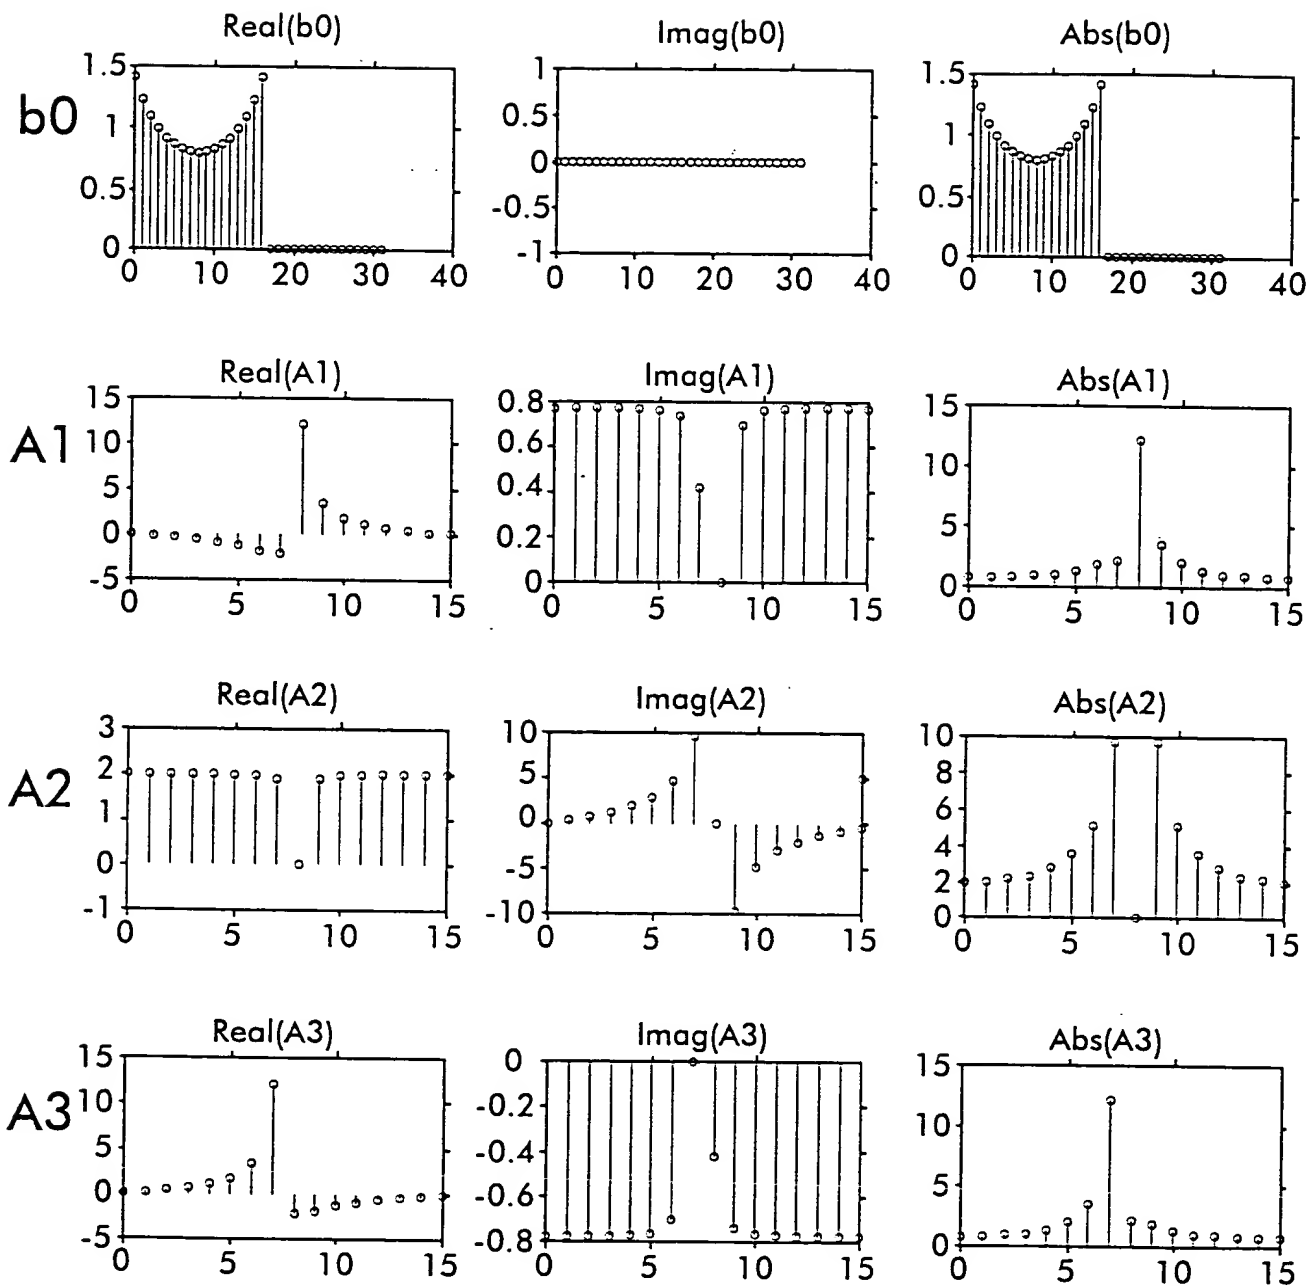 Real(b0) Imag(b0) Abs(b0)
b0
1.5 1 0.5 0
0 10 20 30 40
1 0.5 0 -0.5 -1
0 10 20 30 40
1.5 1 0.5 0
0 10 20 30 40
Real(A1) Imag(A1) Abs(A1)
A1
15 10 5 0 -5
0 5 10 15
0.8 0.6 0.4 0.2 0
0 5 10 15
15 10 5 0
0 5 10 15
Real(A2) Imag(A2) Abs(A2)
A2
3 2 1 0 -1
0 5 10 15
10 5 0 -5 -10
0 5 10 15
10 8 6 4 2 0
0 5 10 15
Real(A3) Imag(A3) Abs(A3)
A3
15 10 5 0 -5
0 5 10 15
0 -0.2 -0.4 -0.6 -0.8
0 5 10 15
15 10 5 0
0 5 10 15